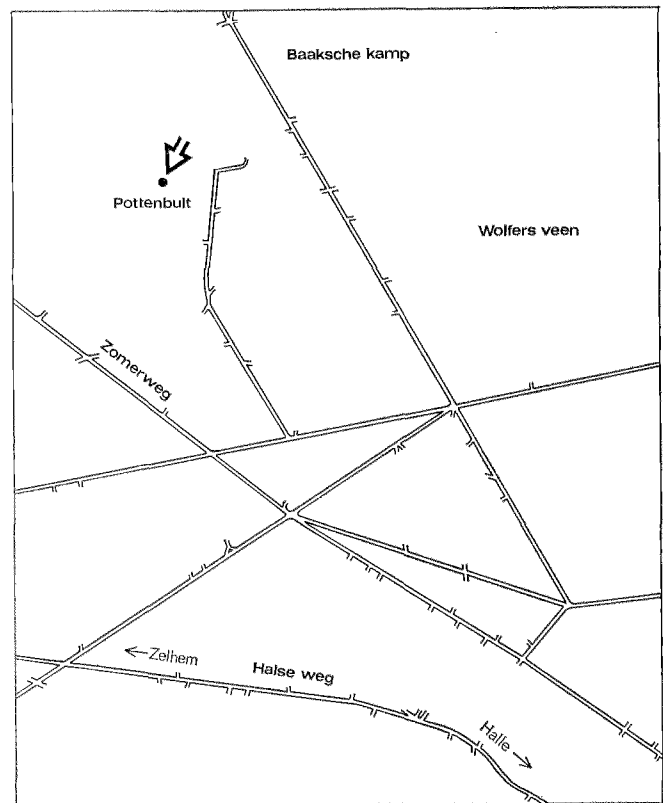 Baaksche kamp
Pottenbult
Wolfers veen
Zomerweg
Zelhem
Halse weg
Halle